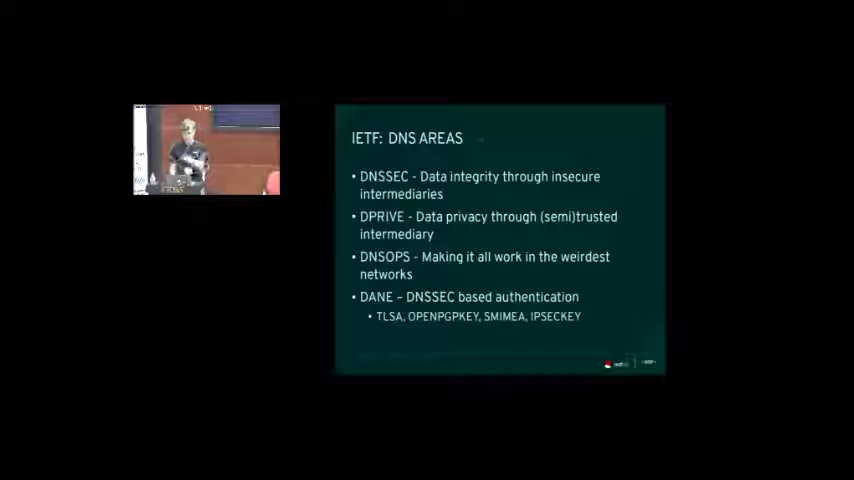 IETF: DNS AREAS
• DNSSEC - Data integrity through insecure
intermediaries
• DPRIVE - Data privacy through (semi)trusted
intermediary
• DNSOPS - Making it all work in the weirdest
networks
• DANE – DNSSEC based authentication
• TLSA, OPENPGPKEY, SMIMEA, IPSECKEY